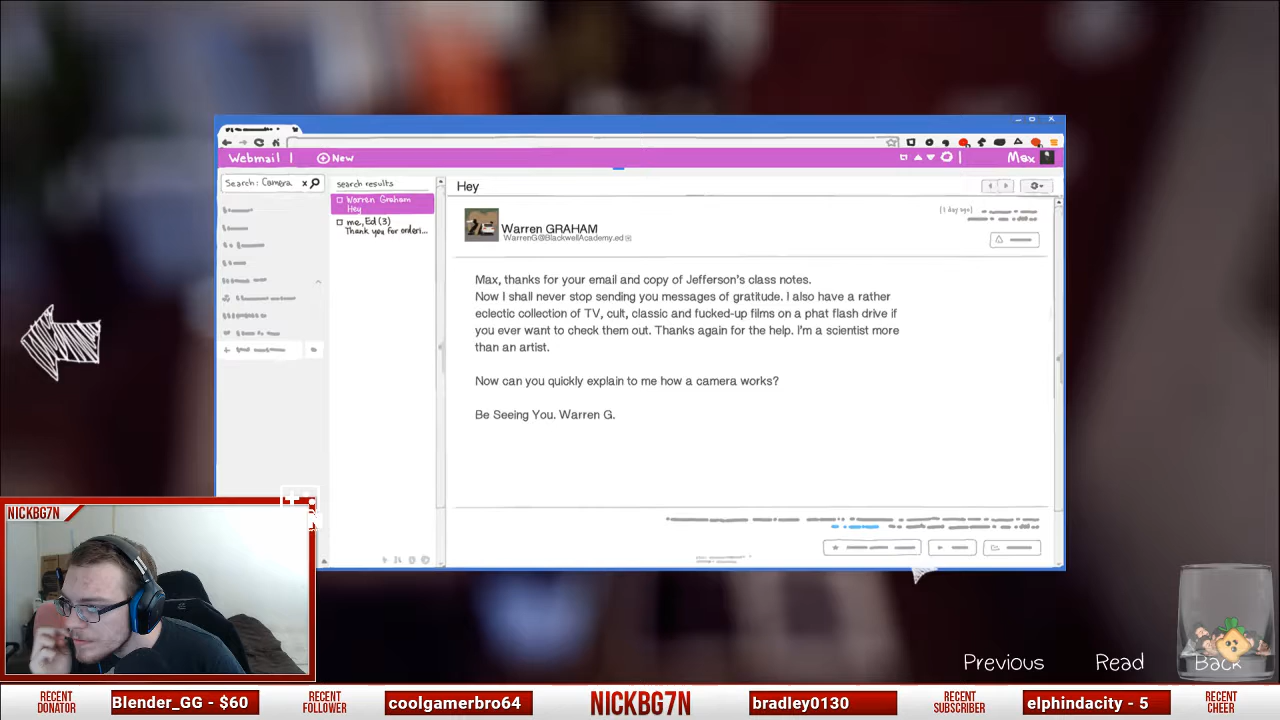 Webmail |
New
Max
Search: Camera x
search results
Warren Graham
Hey
me, Ed (3)
Thank you for orderi...
Hey
[1 day ago]
Warren GRAHAM
WarrenG@BlackwellAcademy.ed
Max, thanks for your email and copy of Jefferson's class notes.
Now I shall never stop sending you messages of gratitude. I also have a rather
eclectic collection of TV, cult, classic and fucked-up films on a phat flash drive if
you ever want to check them out. Thanks again for the help. I'm a scientist more
than an artist.
Now can you quickly explain to me how a camera works?
Be Seeing You. Warren G.
NICKBG7N
Previous
Read
Back
RECENT
DONATOR
Blender_GG - $60
RECENT
FOLLOWER
coolgamerbro64
NICKBG7N
bradley0130
RECENT
SUBSCRIBER
elphindacity - 5
RECENT
CHEER